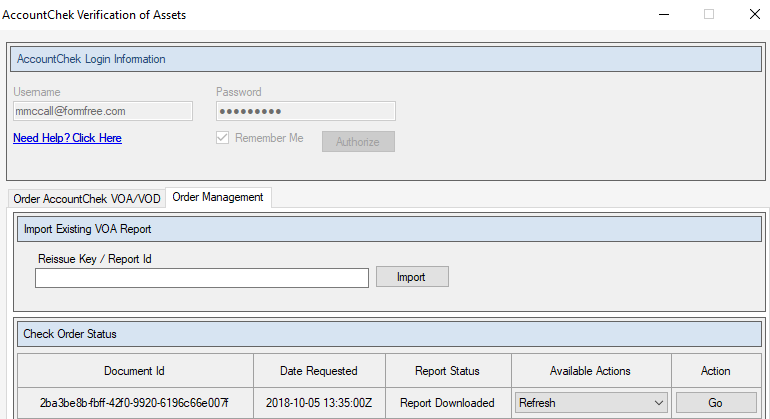 AccountChek Verification of Assets
AccountChek Login Information
Username Password
mmccall@formfree.com ●●●●●●●●●
Need Help? Click Here Remember Me Authorize
Order AccountChek VOA/VOD Order Management
Import Existing VOA Report
Reissue Key / Report Id
Import
Check Order Status
Document Id Date Requested Report Status Available Actions Action
2ba3be8b-fbff-42f0-9920-6196c66e007f 2018-10-05 13:35:00Z Report Downloaded Refresh Go